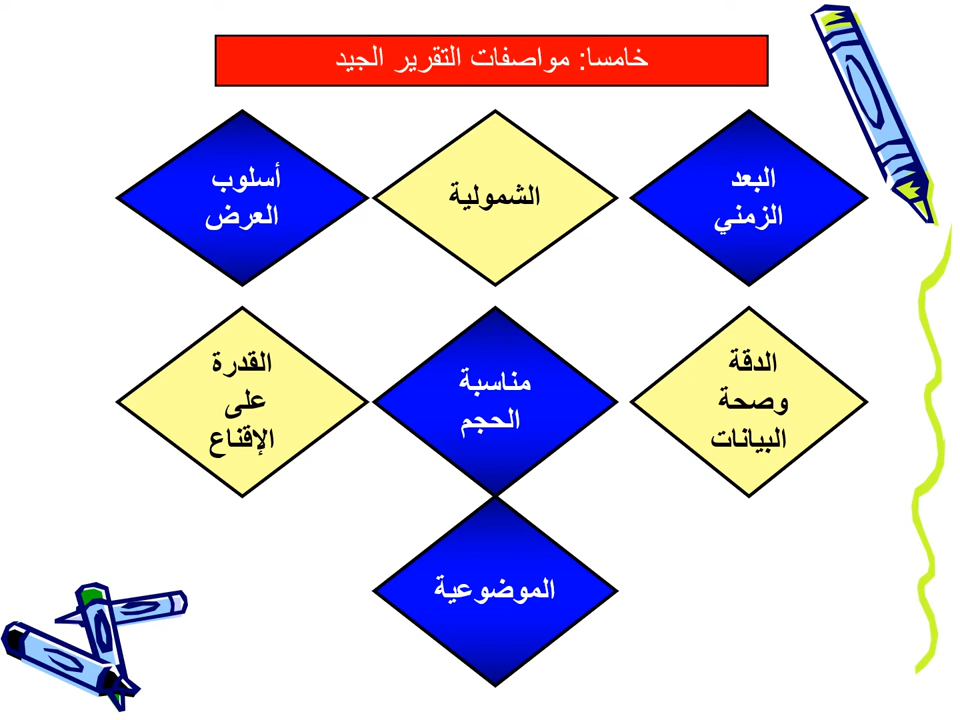 خامسا: مواصفات التقرير الجيد
البعد
الزمني
الشمولية
أسلوب
العرض
الدقة
وصحة
البيانات
مناسبة
الحجم
القدرة
على
الإقناع
الموضوعية